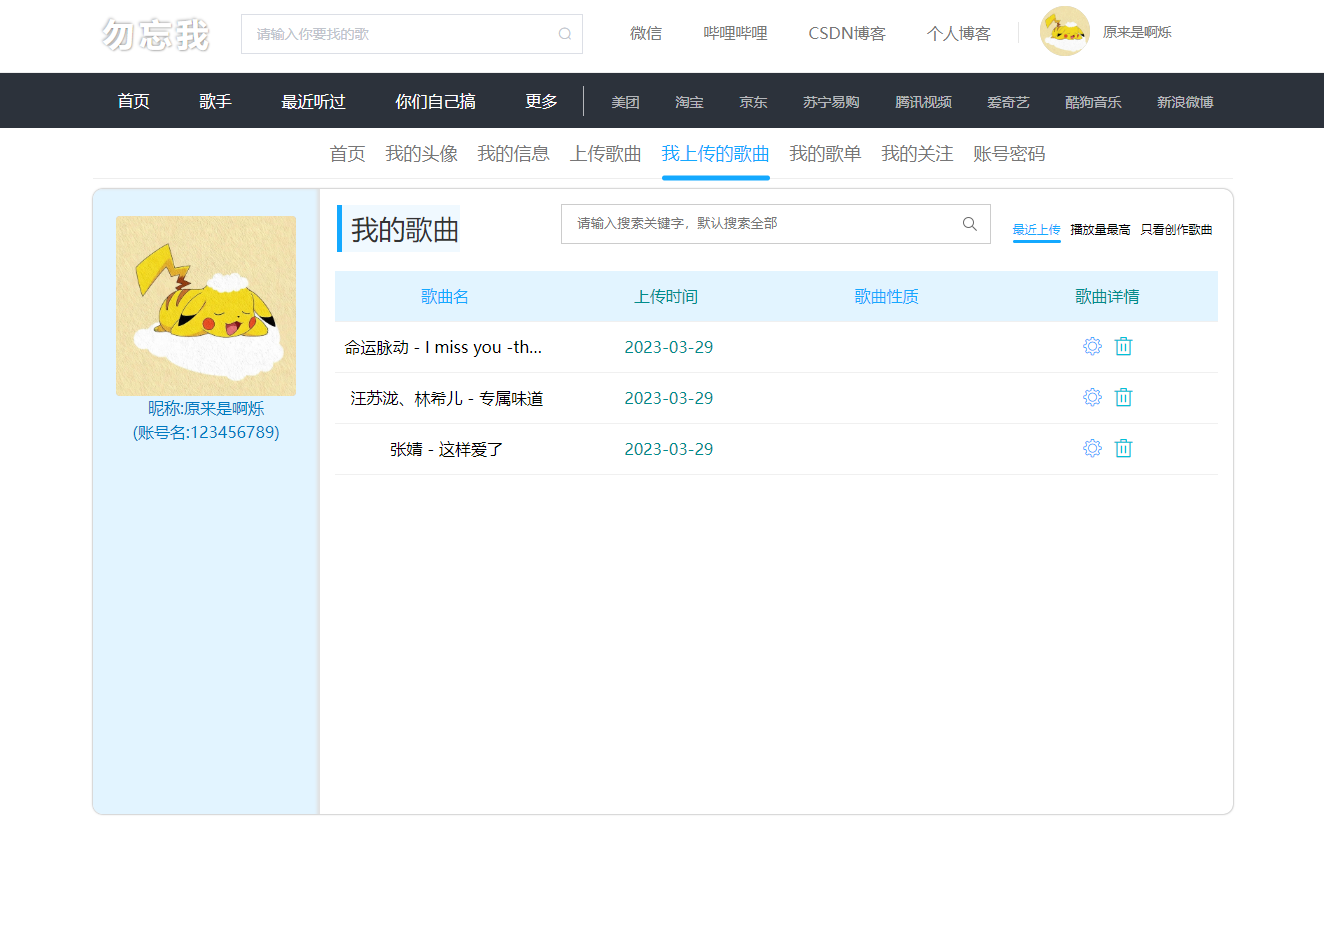 勿忘我 请输入你要找的歌 微信 哔哩哔哩 CSDN博客 个人博客 原来是啊烁
首页 歌手 最近听过 你们自己搞 更多 美团 淘宝 京东 苏宁易购 腾讯视频 爱奇艺 酷狗音乐 新浪微博
首页 我的头像 我的信息 上传歌曲 我上传的歌曲 我的歌单 我的关注 账号密码
昵称:原来是啊烁
(账号名:123456789)
我的歌曲 请输入搜索关键字，默认搜索全部 最近上传 播放量最高 只看创作歌曲
歌曲名 上传时间 歌曲性质 歌曲详情
命运脉动 - I miss you -th... 2023-03-29
汪苏泷、林希儿 - 专属味道 2023-03-29
张婧 - 这样爱了 2023-03-29